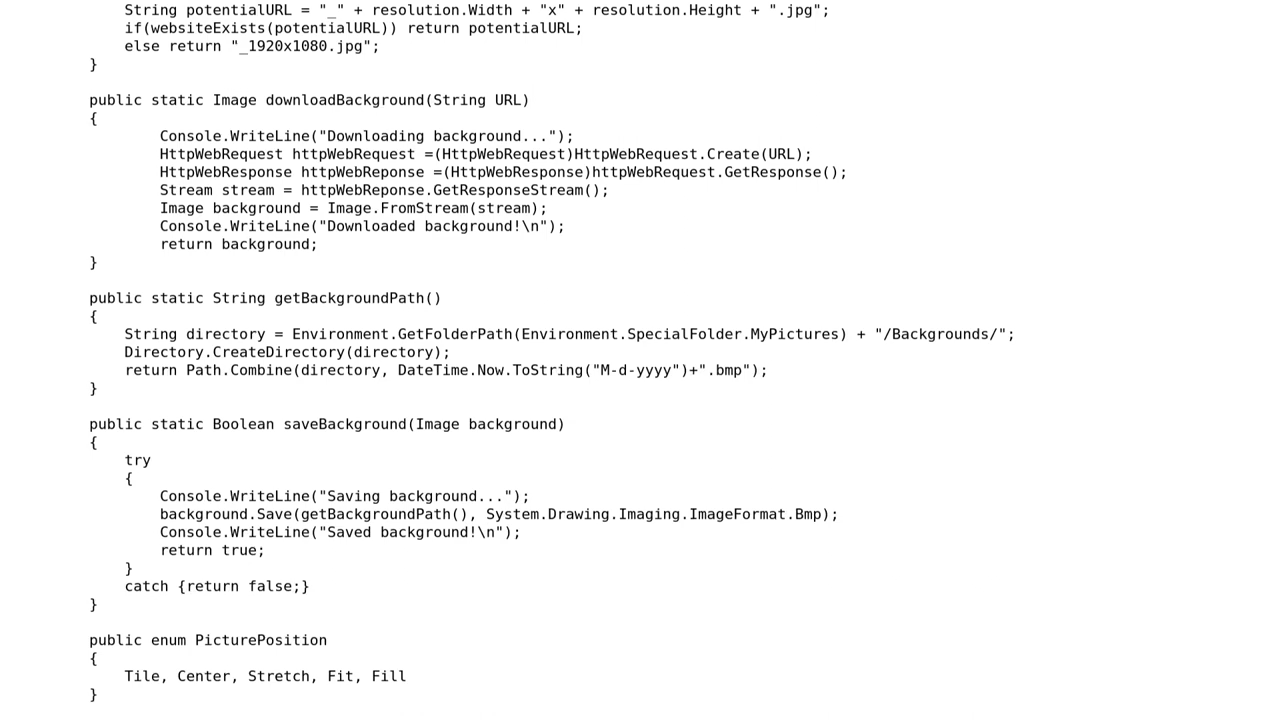 String potentialURL = "_" + resolution.Width + "x" + resolution.Height + ".jpg";
if(websiteExists(potentialURL)) return potentialURL;
else return "_1920x1080.jpg";
}
public static Image downloadBackground(String URL)
{
Console.WriteLine("Downloading background...");
HttpWebRequest httpWebRequest =(HttpWebRequest)HttpWebRequest.Create(URL);
HttpWebResponse httpWebReponse =(HttpWebResponse)httpWebRequest.GetResponse();
Stream stream = httpWebReponse.GetResponseStream();
Image background = Image.FromStream(stream);
Console.WriteLine("Downloaded background!\n");
return background;
}
public static String getBackgroundPath()
{
String directory = Environment.GetFolderPath(Environment.SpecialFolder.MyPictures) + "/Backgrounds/";
Directory.CreateDirectory(directory);
return Path.Combine(directory, DateTime.Now.ToString("M-d-yyyy")+".bmp");
}
public static Boolean saveBackground(Image background)
{
try
{
Console.WriteLine("Saving background...");
background.Save(getBackgroundPath(), System.Drawing.Imaging.ImageFormat.Bmp);
Console.WriteLine("Saved background!\n");
return true;
}
catch {return false;}
}
public enum PicturePosition
{
Tile, Center, Stretch, Fit, Fill
}